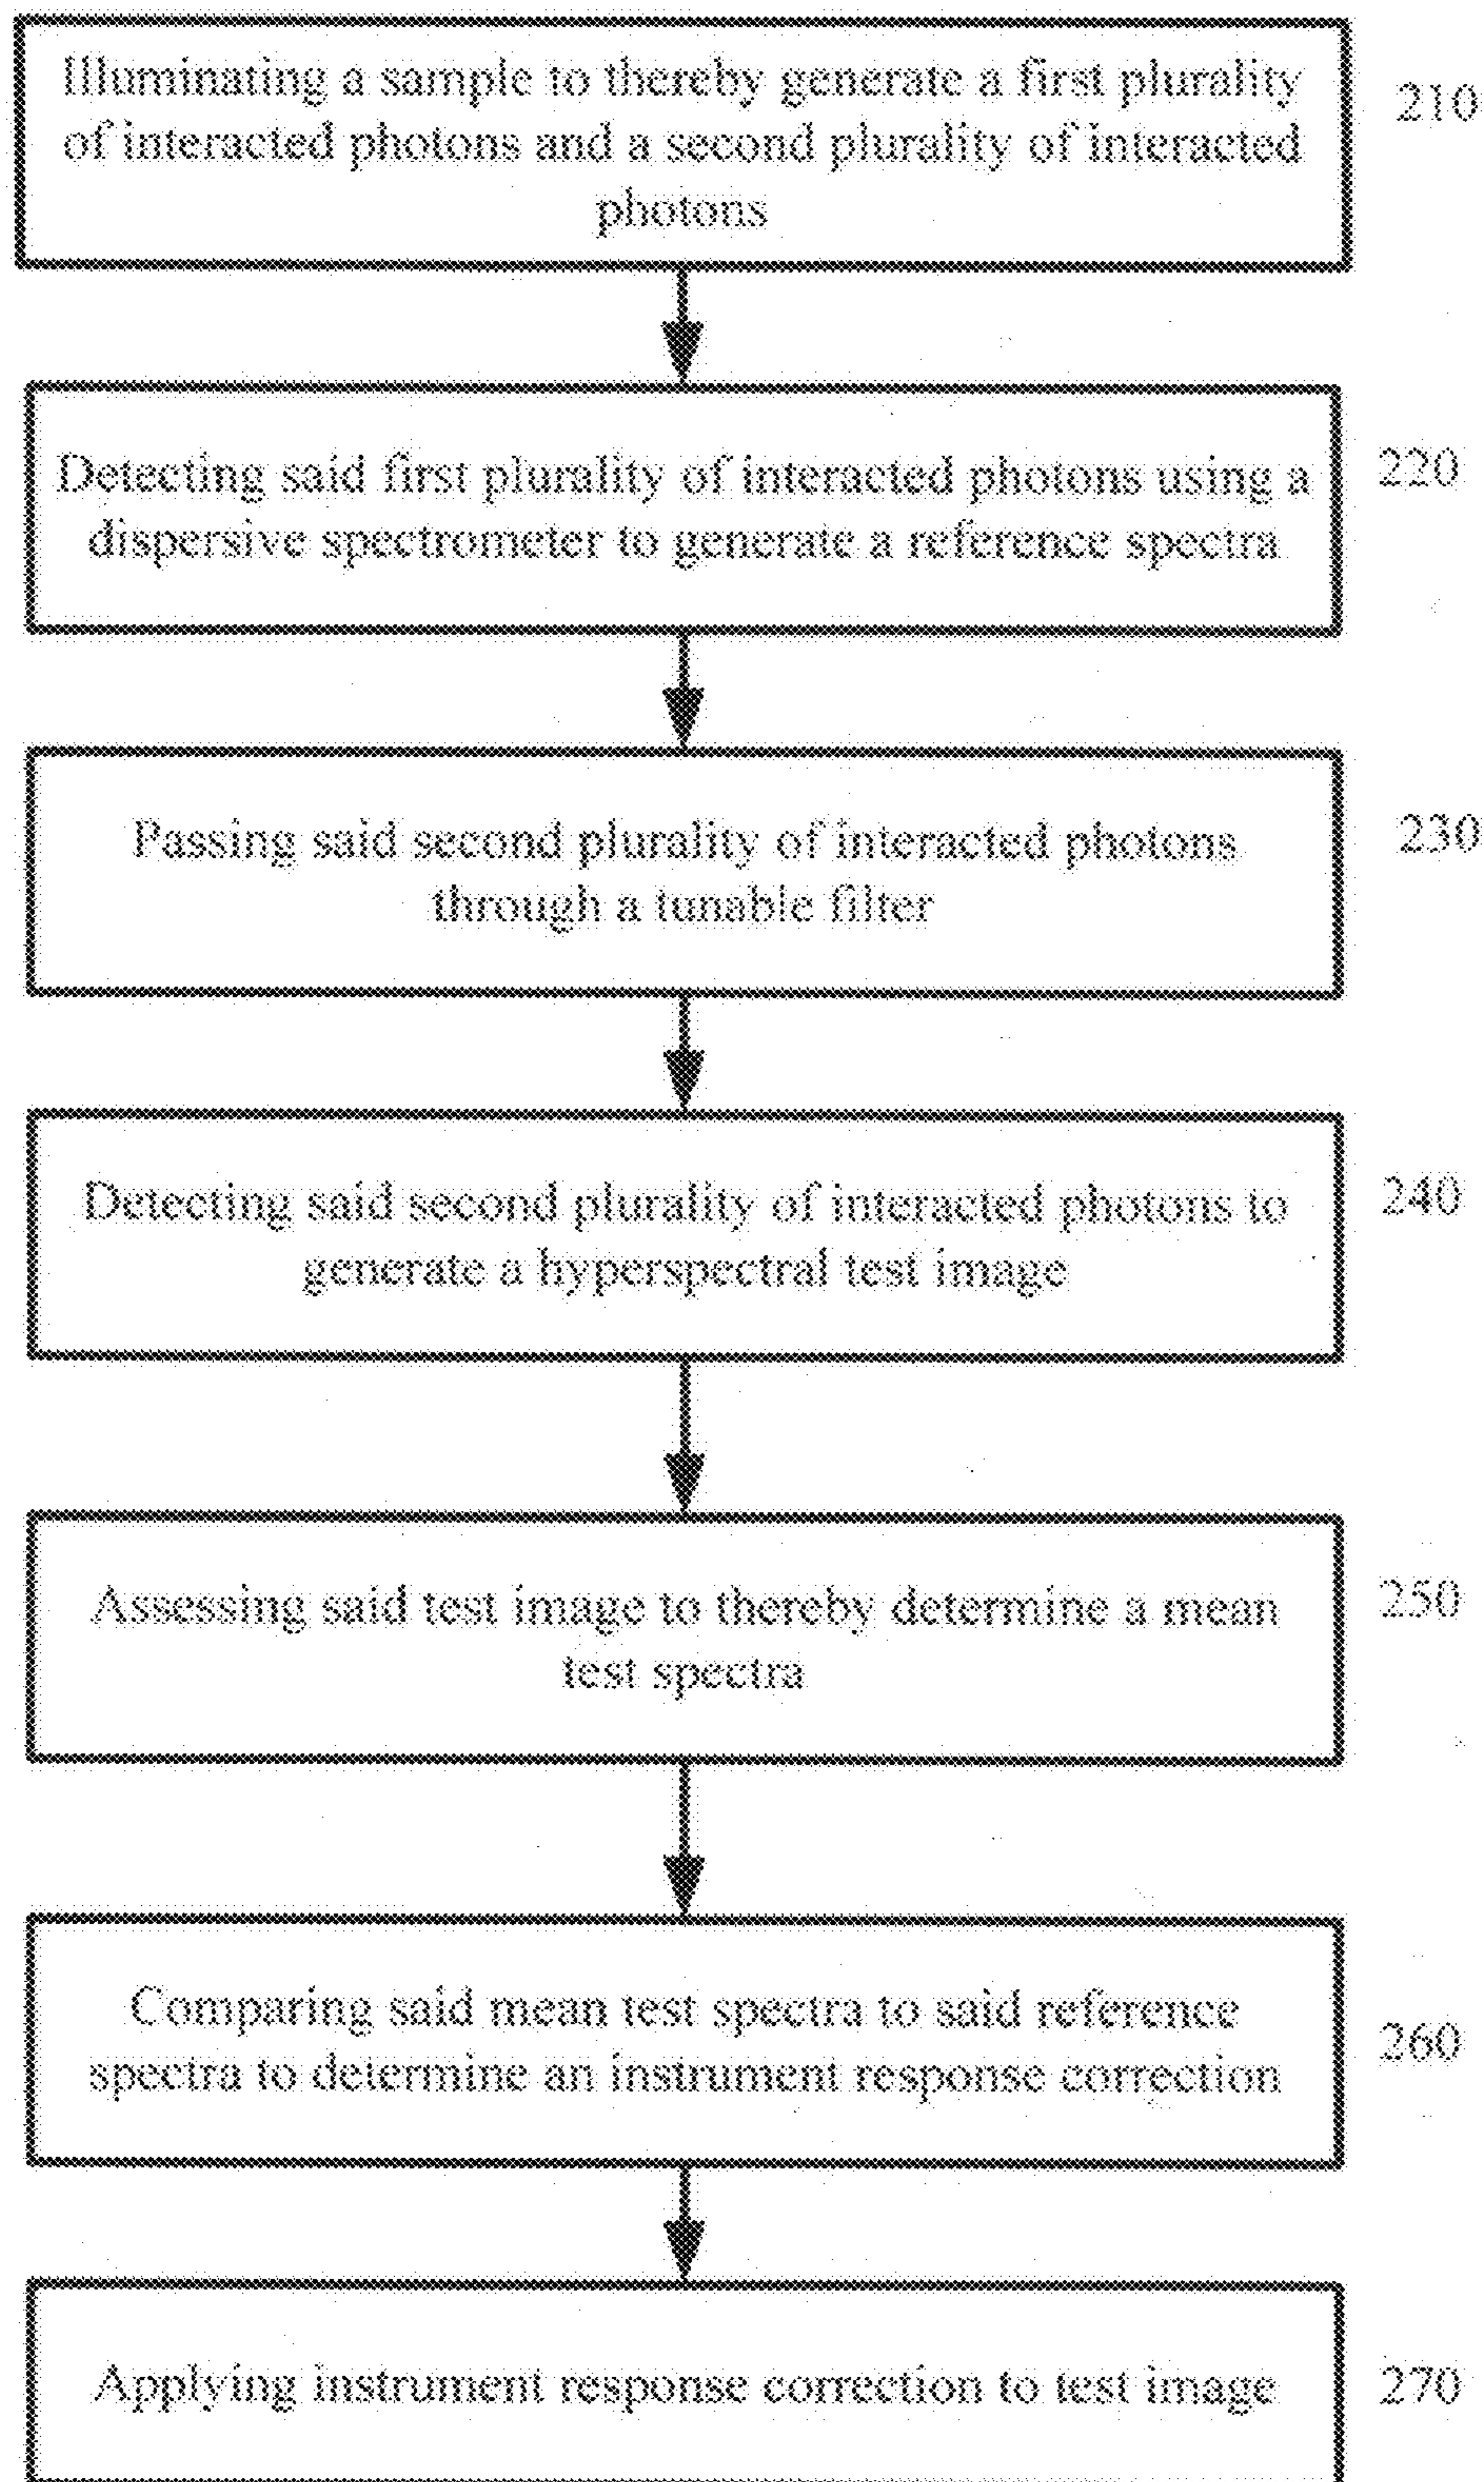 Illuminating a sample to thereby generate a first plurality
of interacted photons and a second plurality of interacted
photons
210
Detecting said first plurality of interacted photons using a
dispersive spectrometer to generate a reference spectra
220
Passing said second plurality of interacted photons
through a tunable filter
230
Detecting said second plurality of interacted photons to
generate a hyperspectral test image
240
Assessing said test image to thereby determine a mean
test spectra
250
Comparing said mean test spectra to said reference
spectra to determine an instrument response correction
260
Applying instrument response correction to test image
270